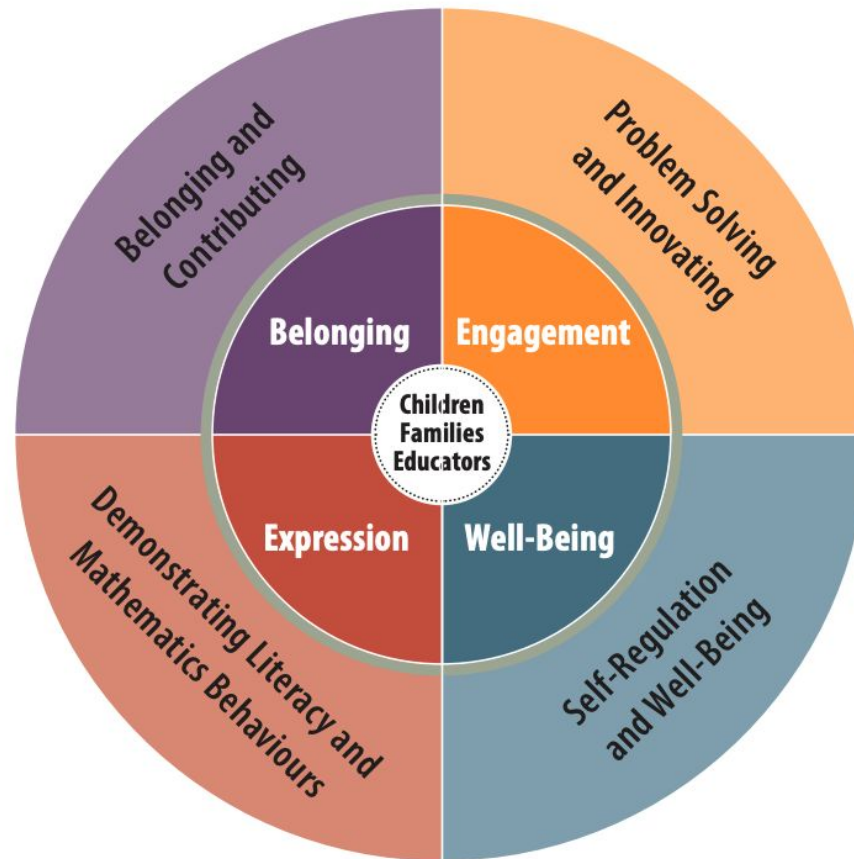 Belonging and
Contributing
Problem Solving
and Innovating
Belonging
Engagement
Children
Families
Educators
Expression
Well-Being
Demonstrating Literacy and
Mathematics Behaviours
Self-Regulation
and Well-Being